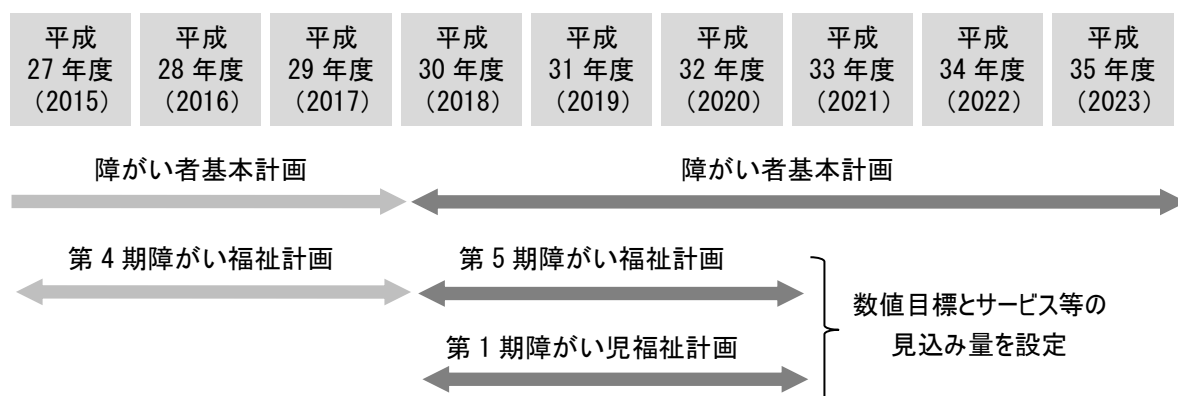 平成 平成 平成 平成 平成 平成 平成 平成 平成
27 年度 28 年度 29 年度 30 年度 31 年度 32 年度 33 年度 34 年度 35 年度
(2015) (2016) (2017) (2018) (2019) (2020) (2021) (2022) (2023)
障がい者基本計画 障がい者基本計画
第 4 期障がい福祉計画 第 5 期障がい福祉計画
数値目標とサービス等の
見込み量を設定
第 1 期障がい児福祉計画